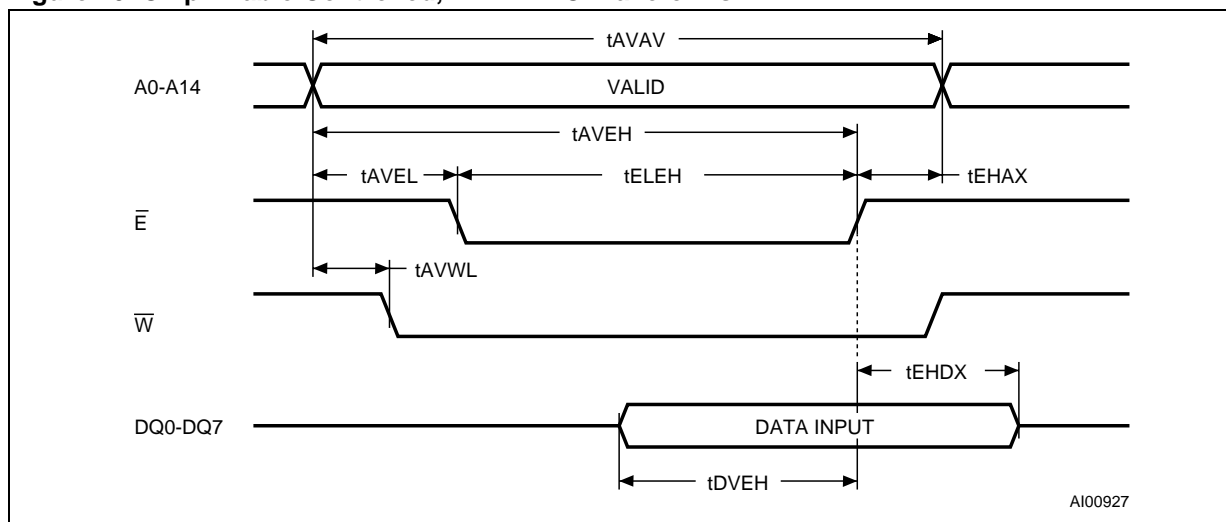 tAVAV
A0-A14
VALID
tAVEH
tAVEL
tELEH
tEHAX
E
tAVWL
W
tEHDX
DQ0-DQ7
DATA INPUT
tDVEH
AI00927